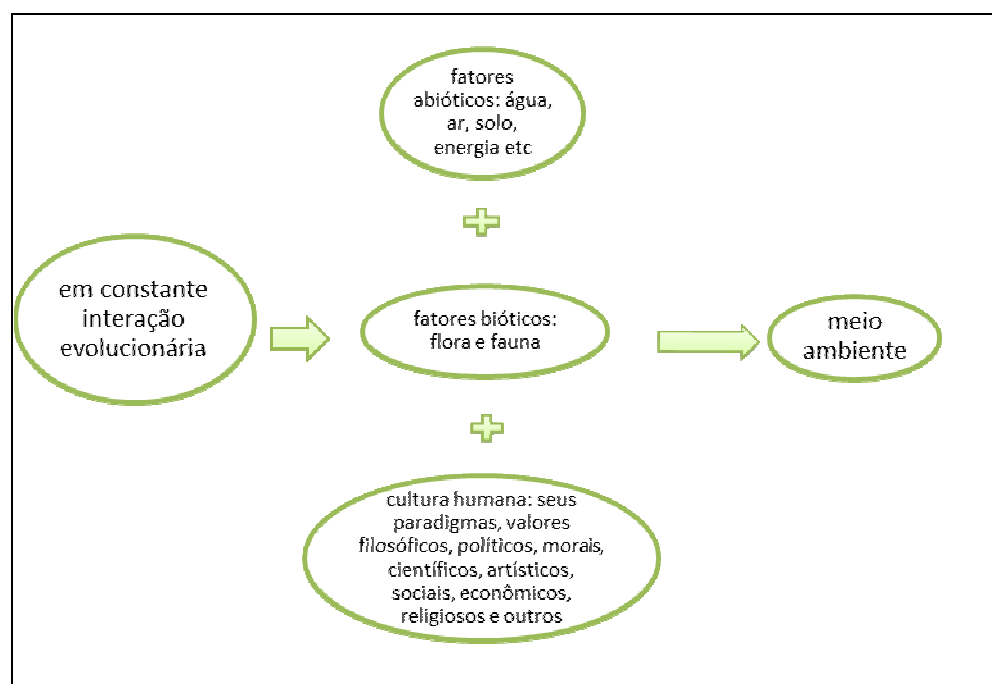 fatores
abióticos: água,
ar, solo,
energia etc
em constante
interação
evolucionária
fatores bióticos:
flora e fauna
meio
ambiente
cultura humana: seus
paradigmas, valores
filosóficos, políticos, morais,
científicos, artísticos,
sociais, econômicos,
religiosos e outros